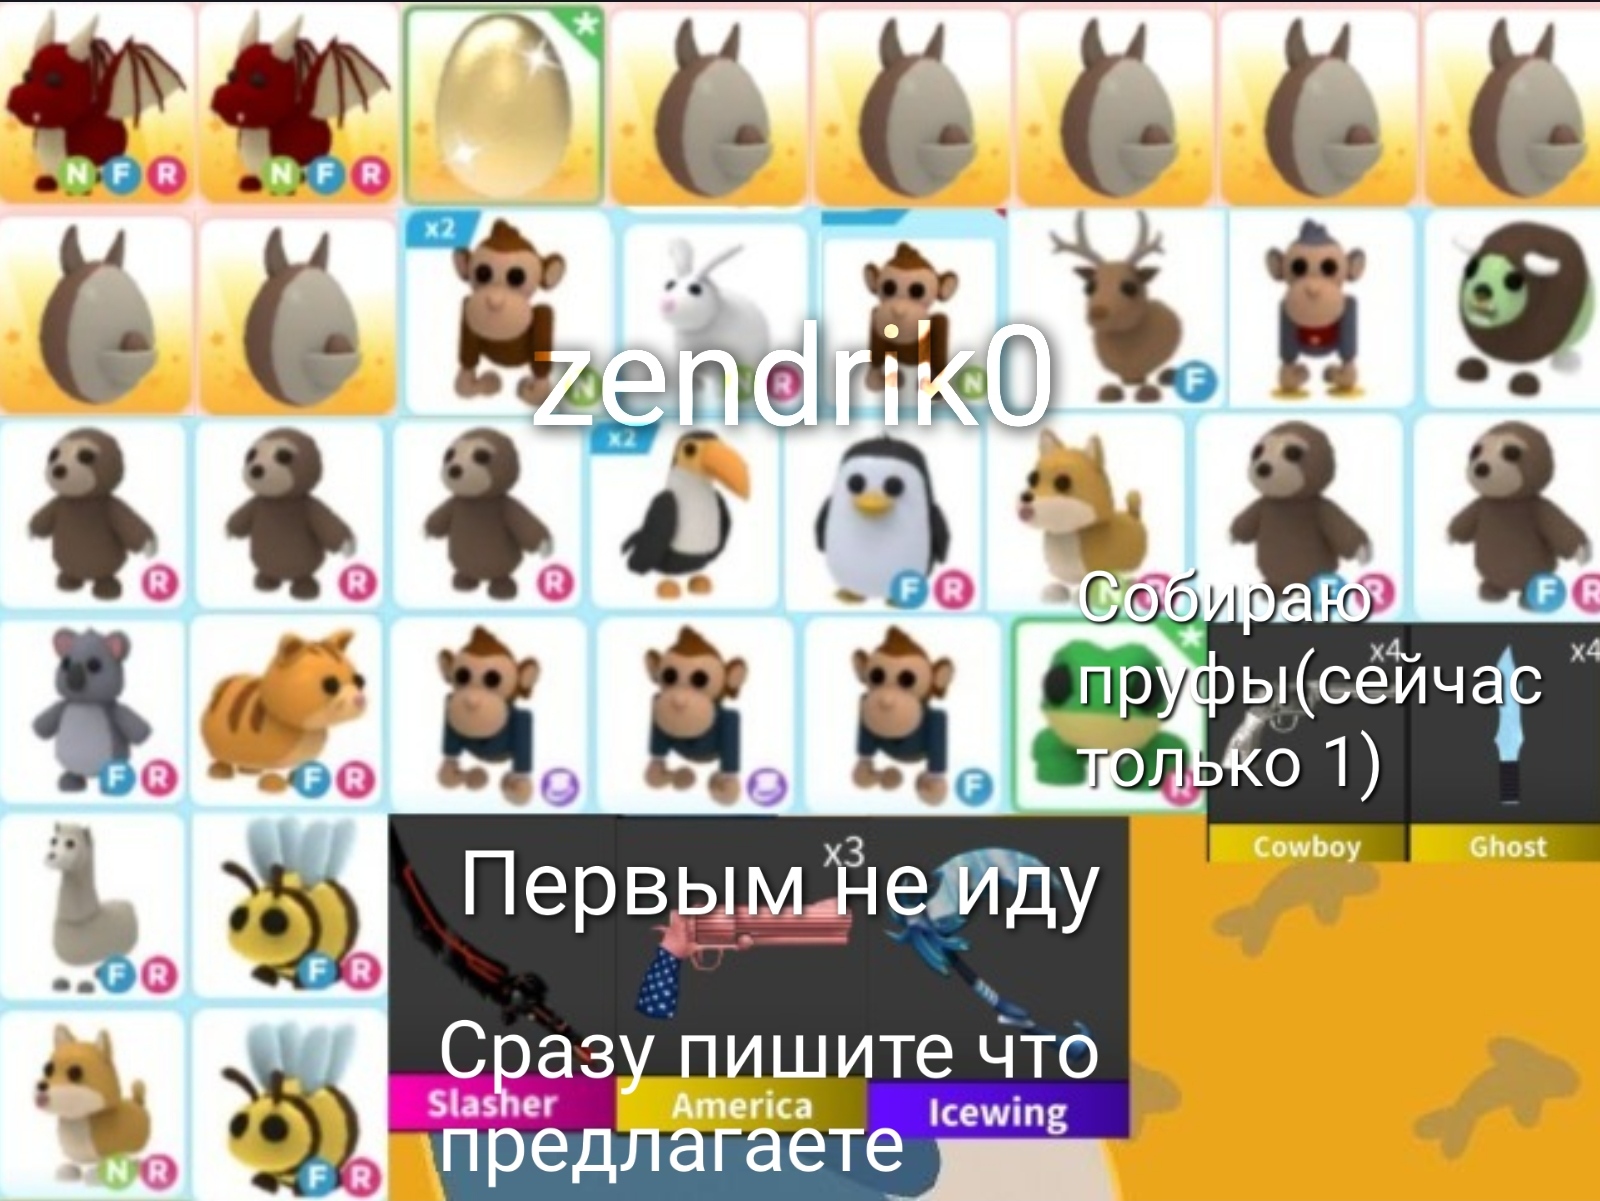 N F R
N F R
x2
N
N R
N
F
R
R
R
x2
F R
N R
F R
F R
F R
F R
F
R
zendrik0
Собираю
пруфы(сейчас
только 1)
x4
x4
Cowboy
Ghost
F R
F R
x3
Первым не иду
Сразу пишите что
предлагаете
Slasher
America
Icewing
N R
F R